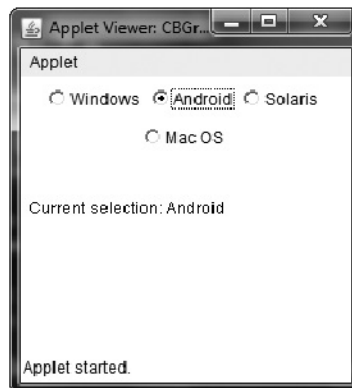 Applet Viewer: CBGr...
Applet
Windows Android Solaris
Mac OS
Current selection: Android
Applet started.